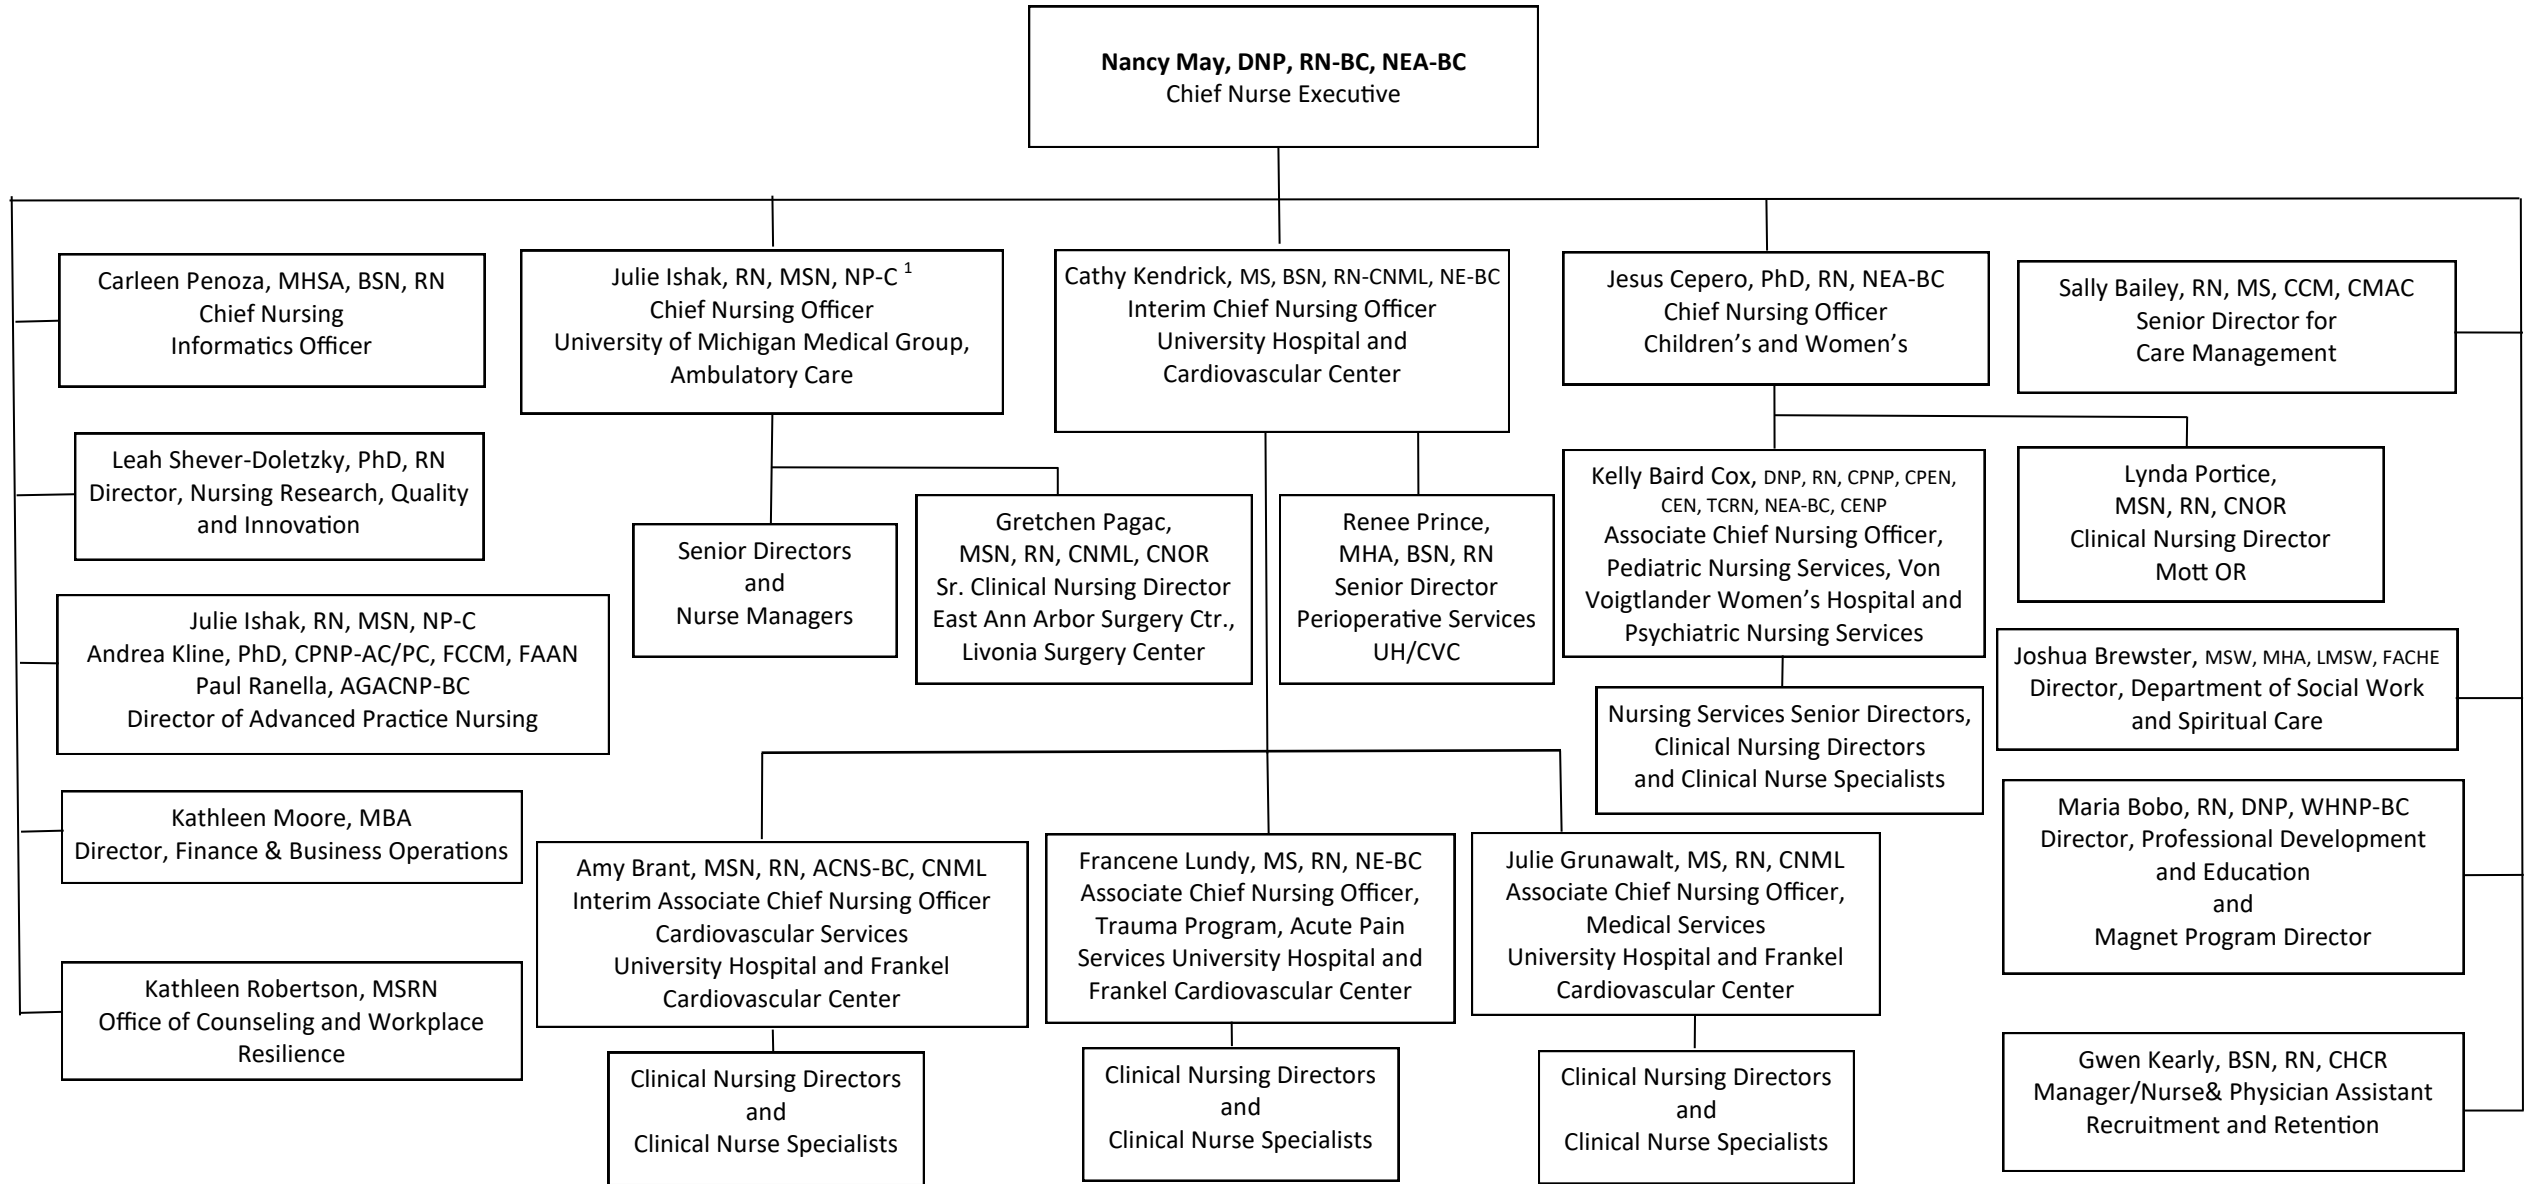 Nancy May, DNP, RN-BC, NEA-BC
Chief Nurse Executive
Carleen Penoza, MHSA, BSN, RN
Chief Nursing
Informatics Officer
Julie Ishak, RN, MSN, NP-C 1
Chief Nursing Officer
University of Michigan Medical Group,
Ambulatory Care
Cathy Kendrick, MS, BSN, RN-CNML, NE-BC
Interim Chief Nursing Officer
University Hospital and
Cardiovascular Center
Jesus Cepero, PhD, RN, NEA-BC
Chief Nursing Officer
Children’s and Women’s
Sally Bailey, RN, MS, CCM, CMAC
Senior Director for
Care Management
Leah Shever-Doletzky, PhD, RN
Director, Nursing Research, Quality
and Innovation
Senior Directors
and
Nurse Managers
Gretchen Pagac,
MSN, RN, CNML, CNOR
Sr. Clinical Nursing Director
East Ann Arbor Surgery Ctr.,
Livonia Surgery Center
Renee Prince,
MHA, BSN, RN
Senior Director
Perioperative Services
UH/CVC
Kelly Baird Cox, DNP, RN, CPNP, CPEN,
CEN, TCRN, NEA-BC, CENP
Associate Chief Nursing Officer,
Pediatric Nursing Services, Von
Voigtlander Women’s Hospital and
Psychiatric Nursing Services
Lynda Portice,
MSN, RN, CNOR
Clinical Nursing Director
Mott OR
Julie Ishak, RN, MSN, NP-C
Andrea Kline, PhD, CPNP-AC/PC, FCCM, FAAN
Paul Ranella, AGACNP-BC
Director of Advanced Practice Nursing
Nursing Services Senior Directors,
Clinical Nursing Directors
and Clinical Nurse Specialists
Joshua Brewster, MSW, MHA, LMSW, FACHE
Director, Department of Social Work
and Spiritual Care
Kathleen Moore, MBA
Director, Finance & Business Operations
Amy Brant, MSN, RN, ACNS-BC, CNML
Interim Associate Chief Nursing Officer
Cardiovascular Services
University Hospital and Frankel
Cardiovascular Center
Francene Lundy, MS, RN, NE-BC
Associate Chief Nursing Officer,
Trauma Program, Acute Pain
Services University Hospital and
Frankel Cardiovascular Center
Julie Grunawalt, MS, RN, CNML
Associate Chief Nursing Officer,
Medical Services
University Hospital and Frankel
Cardiovascular Center
Maria Bobo, RN, DNP, WHNP-BC
Director, Professional Development
and Education
and
Magnet Program Director
Kathleen Robertson, MSRN
Office of Counseling and Workplace
Resilience
Clinical Nursing Directors
and
Clinical Nurse Specialists
Clinical Nursing Directors
and
Clinical Nurse Specialists
Clinical Nursing Directors
and
Clinical Nurse Specialists
Gwen Kearly, BSN, RN, CHCR
Manager/Nurse& Physician Assistant
Recruitment and Retention